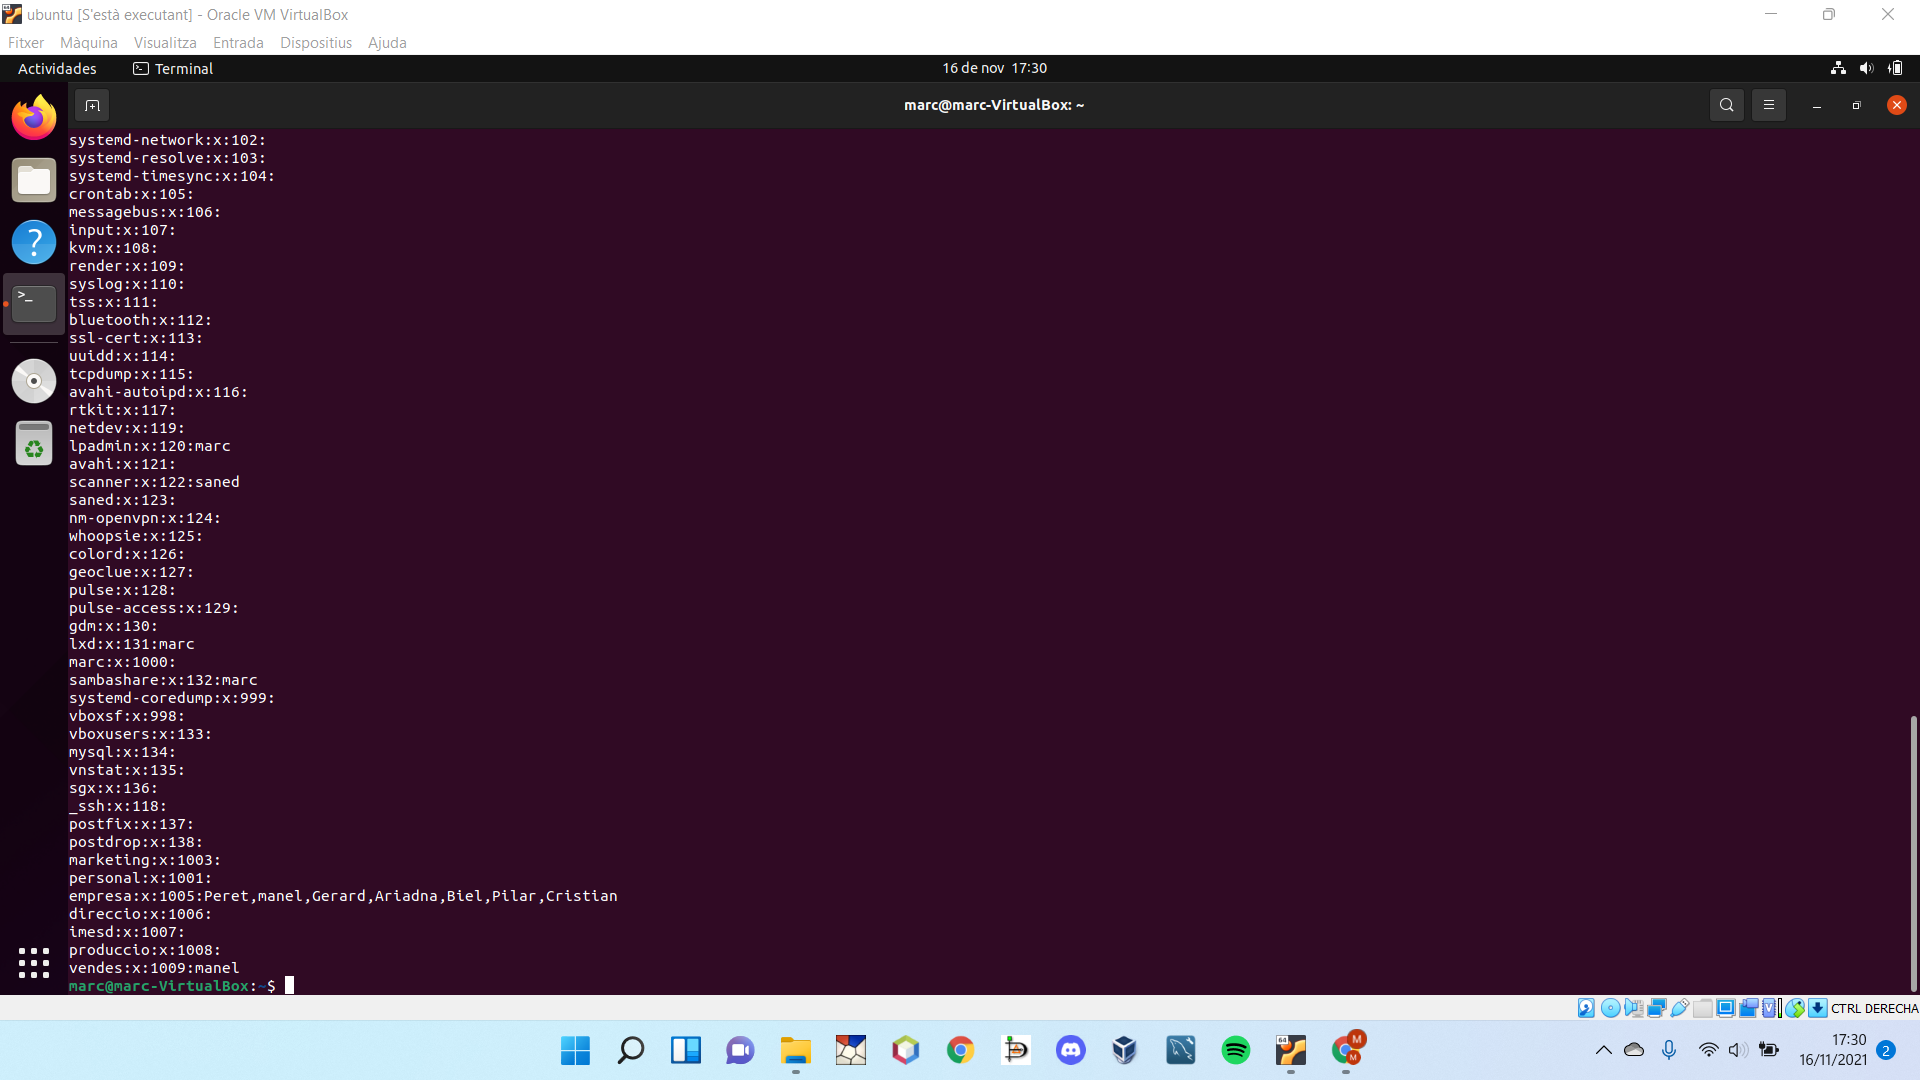 ubuntu [S'està executant] - Oracle VM VirtualBox
Fitxer Màquina Visualitza Entrada Dispositius Ajuda
Actividades Terminal 16 de nov 17:30
marc@marc-VirtualBox: ~
systemd-network:x:102:
systemd-resolve:x:103:
systemd-timesync:x:104:
crontab:x:105:
messagebus:x:106:
input:x:107:
kvm:x:108:
render:x:109:
syslog:x:110:
tss:x:111:
bluetooth:x:112:
ssl-cert:x:113:
uuidd:x:114:
tcpdump:x:115:
avahi-autoipd:x:116:
rtkit:x:117:
netdev:x:119:
lpadmin:x:120:marc
avahi:x:121:
scanner:x:122:saned
saned:x:123:
nm-openvpn:x:124:
whoopsie:x:125:
colord:x:126:
geoclue:x:127:
pulse:x:128:
pulse-access:x:129:
gdm:x:130:
lxd:x:131:marc
marc:x:1000:
sambashare:x:132:marc
systemd-coredump:x:999:
vboxsf:x:998:
vboxusers:x:133:
mysql:x:134:
vnstat:x:135:
sgx:x:136:
_ssh:x:118:
postfix:x:137:
postdrop:x:138:
marketing:x:1003:
personal:x:1001:
empresa:x:1005:Peret,manel,Gerard,Ariadna,Biel,Pilar,Cristian
direccio:x:1006:
imesd:x:1007:
produccio:x:1008:
vendes:x:1009:manel
marc@marc-VirtualBox:~$
CTRL DERECHA
17:30
16/11/2021
2